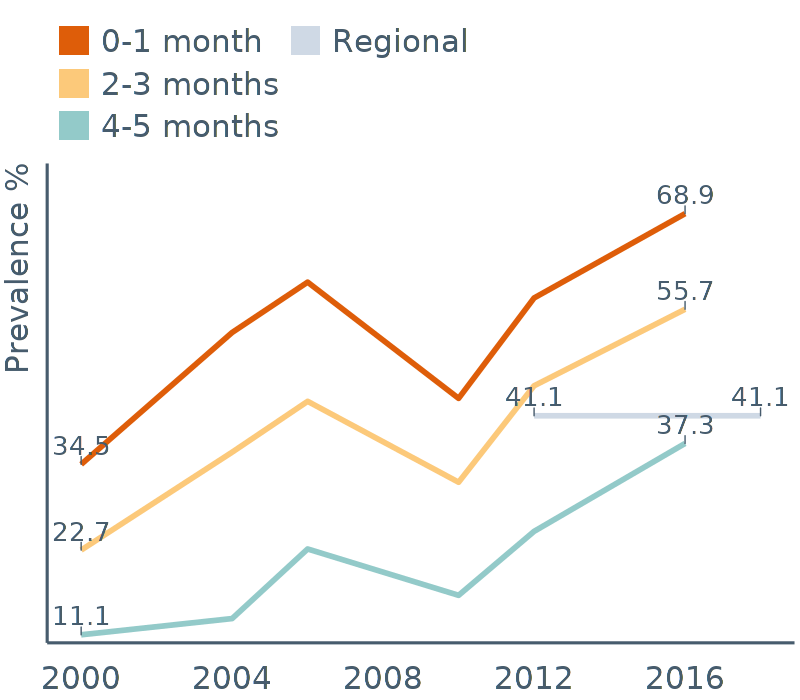 0-1 month
Regional
2-3 months
4-5 months
Prevalence %
68.9
55.7
41.1
41.1
37.3
34.5
22.7
11.1
2000 2004 2008 2012 2016